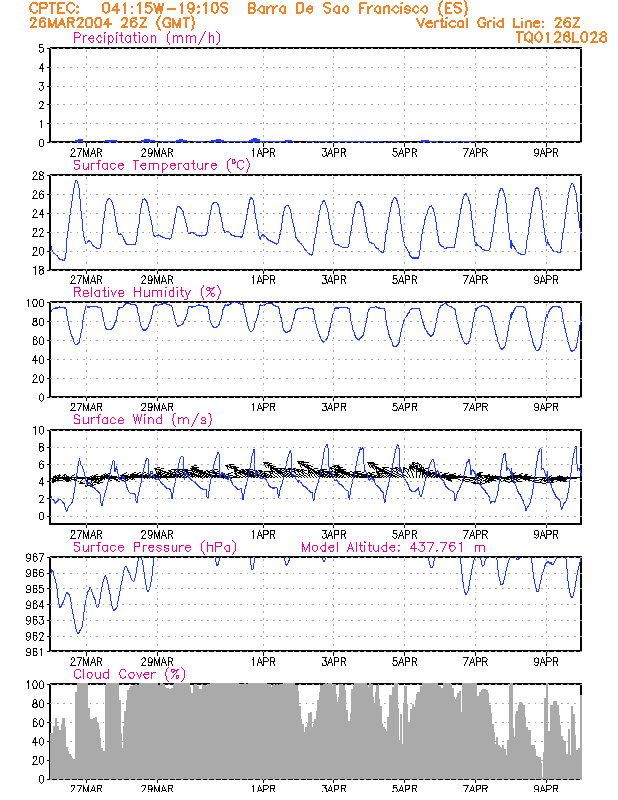 CPTEC: 041:15W-19:10S Barra De Sao Francisco (ES)
26MAR2004 26Z (GMT) Vertical Grid Line: 26Z
Precipitation (mm/h) TQ0126L028
5
4
3
2
1
0
27MAR 29MAR 1APR 3APR 5APR 7APR 9APR
Surface Temperature (°C)
28
26
24
22
20
18
27MAR 29MAR 1APR 3APR 5APR 7APR 9APR
Relative Humidity (%)
100
80
60
40
20
0
27MAR 29MAR 1APR 3APR 5APR 7APR 9APR
Surface Wind (m/s)
10
8
6
4
2
0
27MAR 29MAR 1APR 3APR 5APR 7APR 9APR
Surface Pressure (hPa) Model Altitude: 437.761 m
967
966
965
964
963
962
961
27MAR 29MAR 1APR 3APR 5APR 7APR 9APR
Cloud Cover (%)
100
80
60
40
20
0
27MAR 29MAR 1APR 3APR 5APR 7APR 9APR